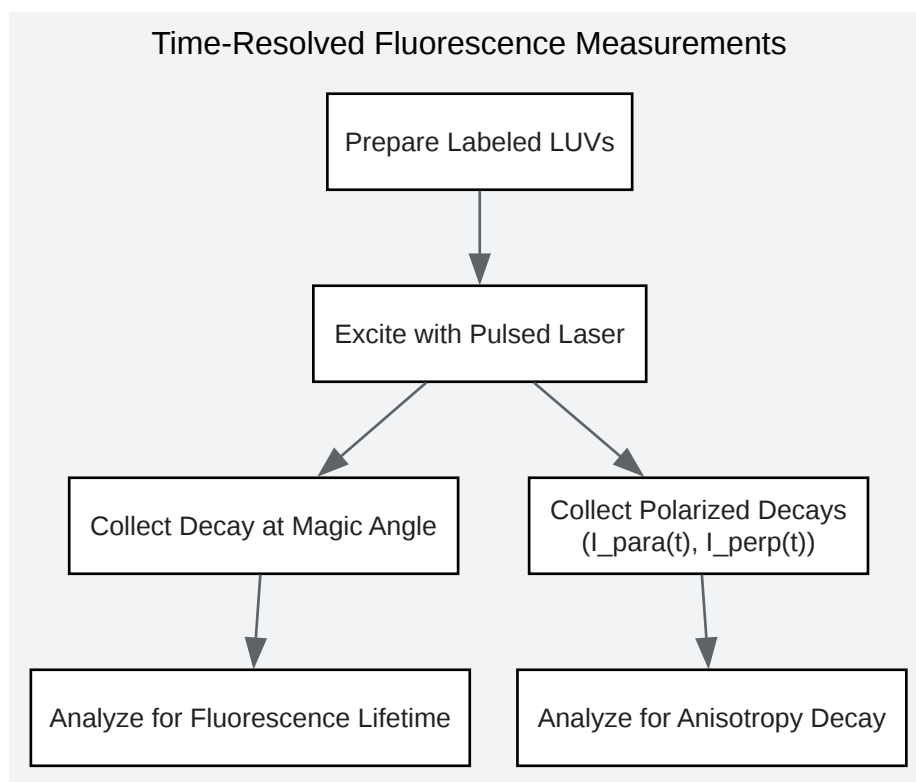 Time-Resolved Fluorescence Measurements
Prepare Labeled LUVs
Excite with Pulsed Laser
Collect Decay at Magic Angle
Collect Polarized Decays
(I_para(t), I_perp(t))
Analyze for Fluorescence Lifetime
Analyze for Anisotropy Decay